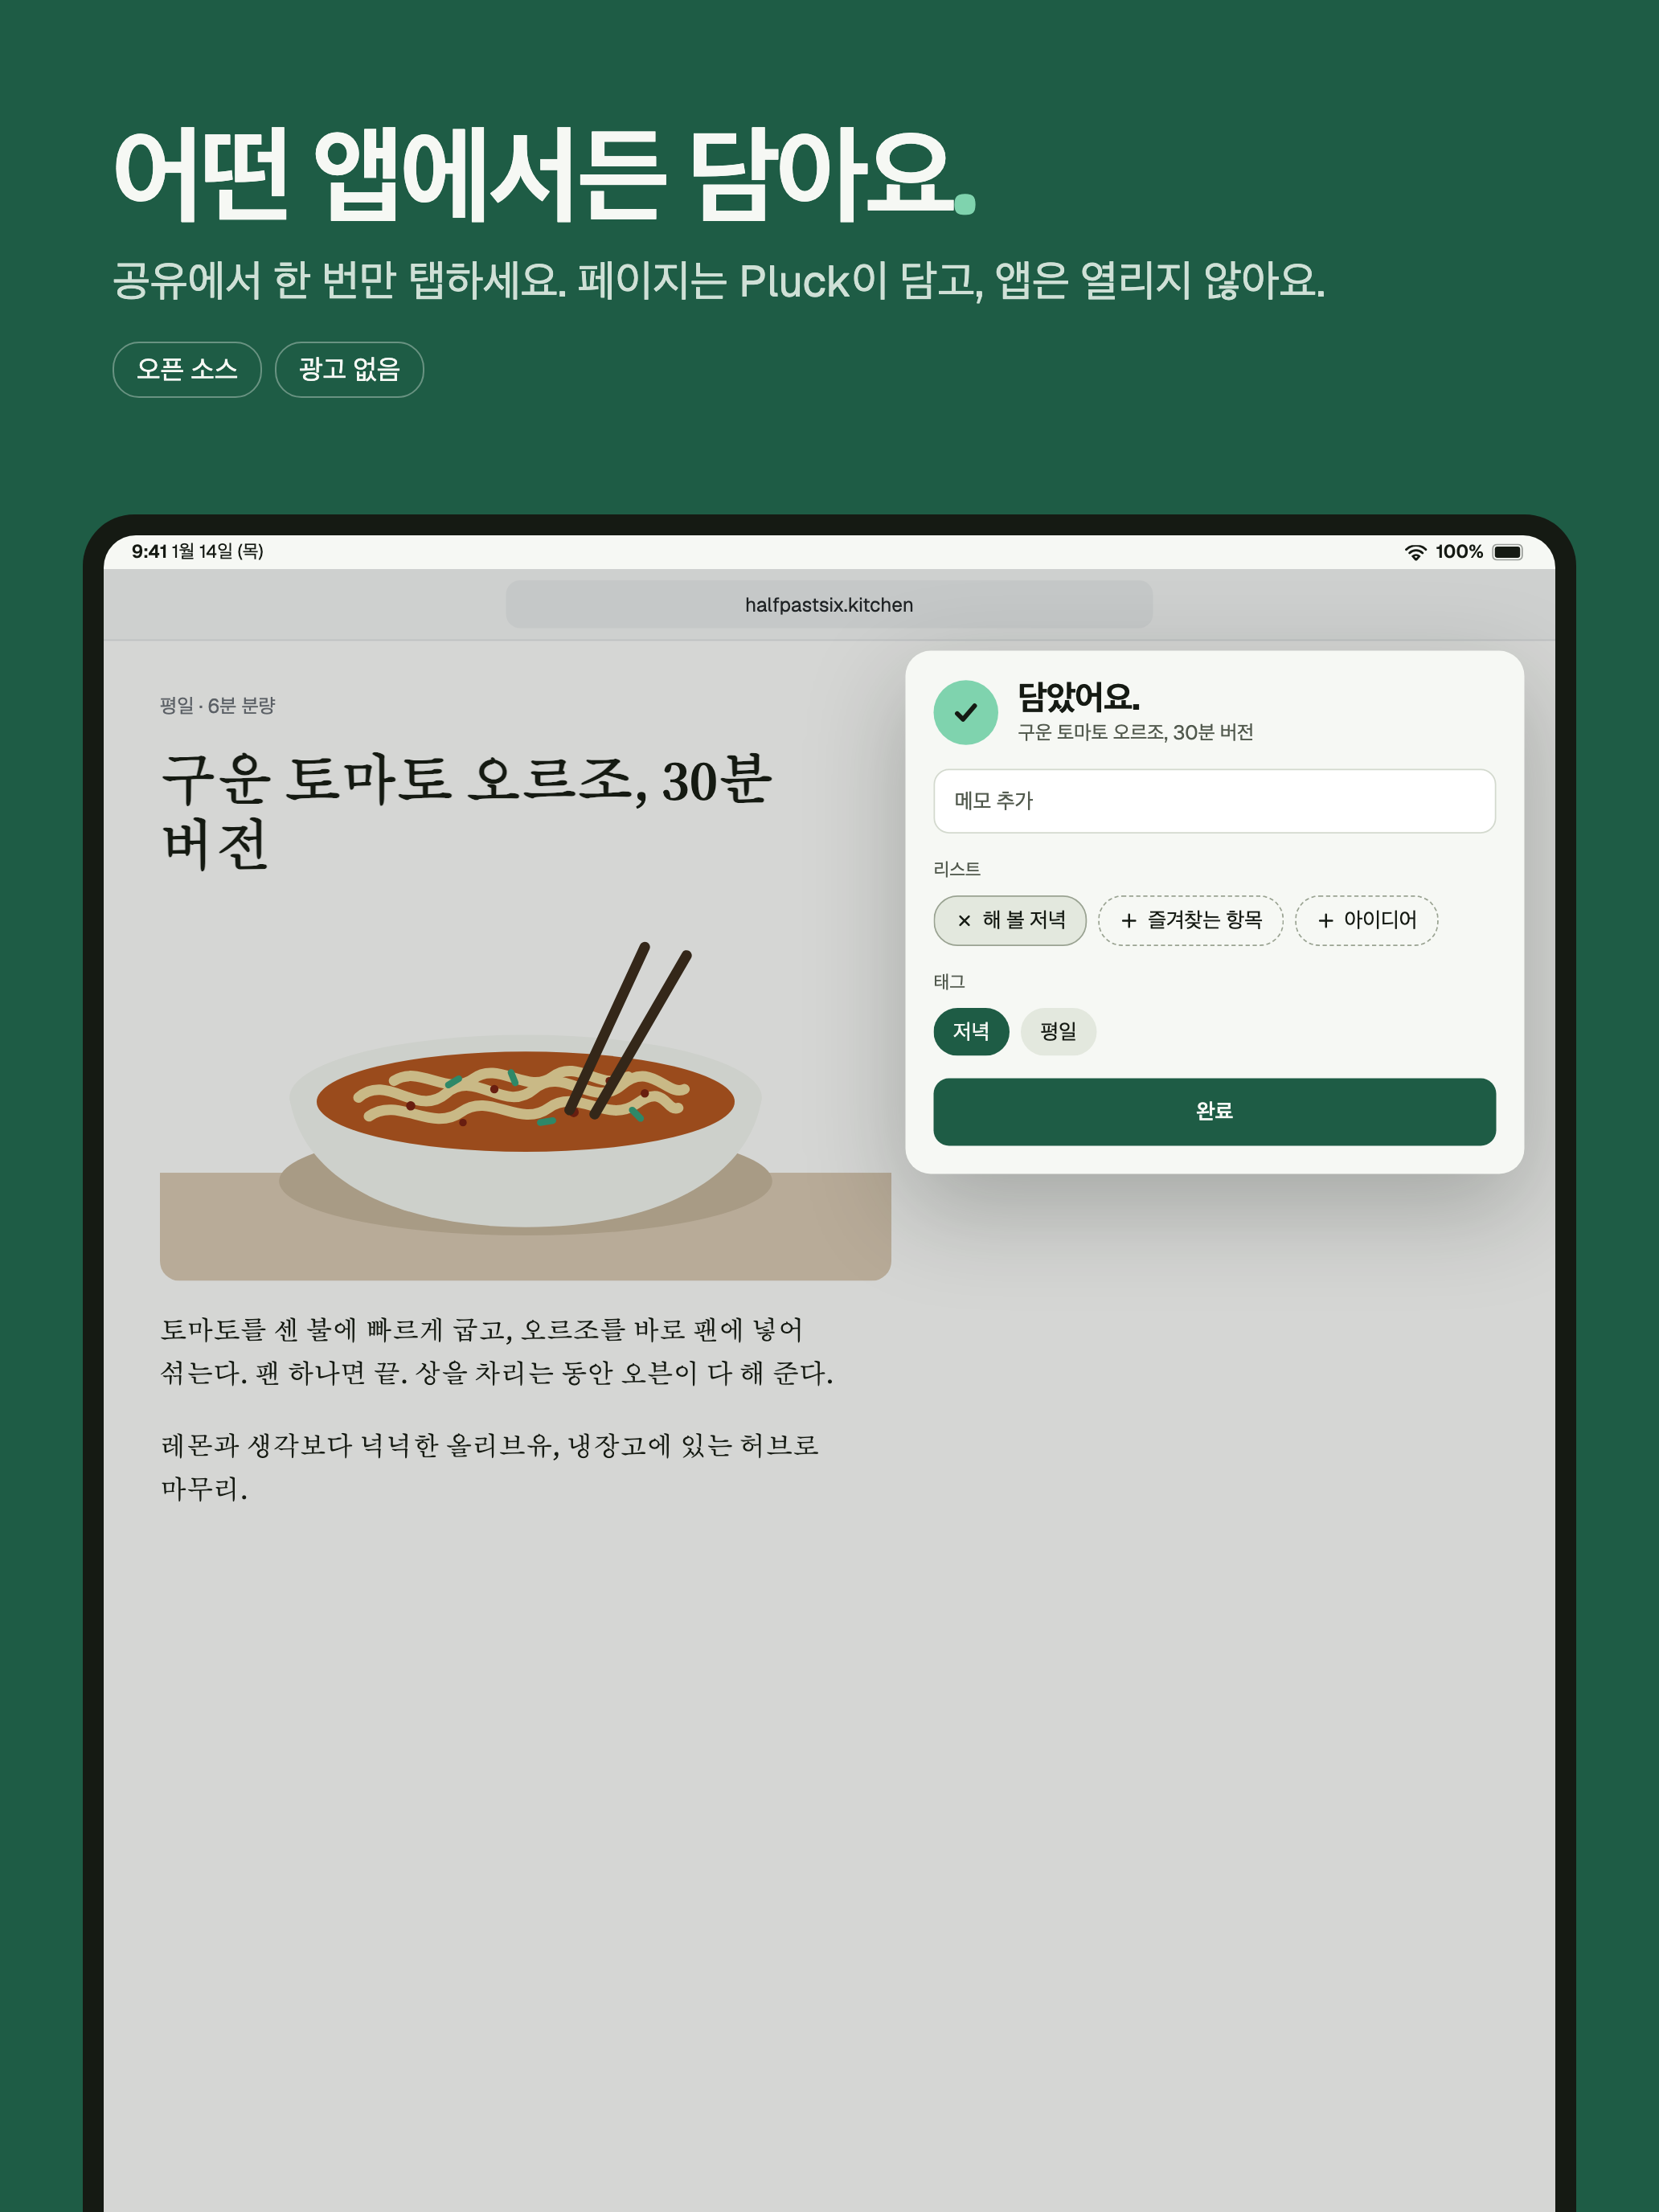 어떤 앱에서든 담아요.
공유에서 한 번만 탭하세요. 페이지는 Pluck이 담고, 앱은 열리지 않아요.
오픈 소스
광고 없음
9:41 1월 14일 (목)
100%
halfpastsix.kitchen
평일 · 6분 분량
구운 토마토 오르조, 30분
버전
토마토를 센 불에 빠르게 굽고, 오르조를 바로 팬에 넣어
섞는다. 팬 하나면 끝. 상을 차리는 동안 오븐이 다 해 준다.
레몬과 생각보다 넉넉한 올리브유, 냉장고에 있는 허브로
마무리.
담았어요.
구운 토마토 오르조, 30분 버전
메모 추가
리스트
× 해 볼 저녁
+ 즐겨찾는 항목
+ 아이디어
태그
저녁
평일
완료